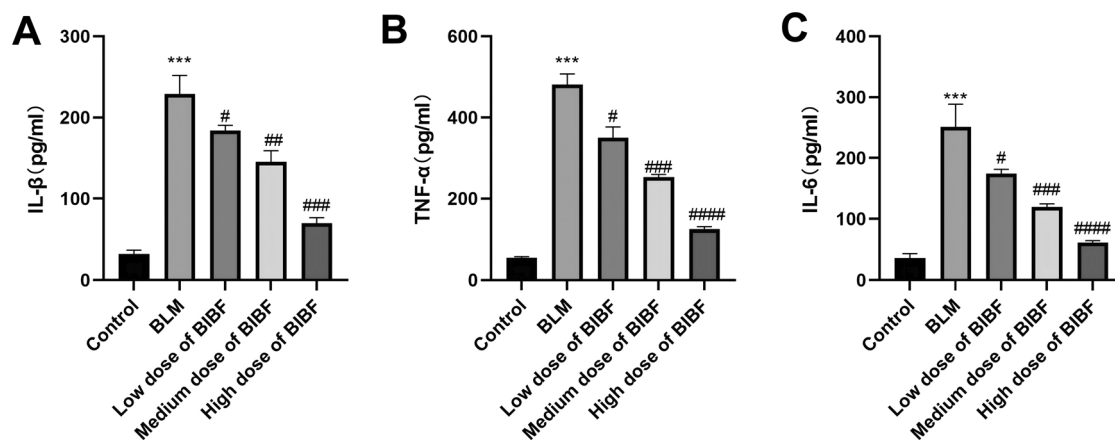 A
IL-β(pg/ml)
300
200
100
0
***
#
##
###
Control
BLM
Low dose of BIBF
Medium dose of BIBF
High dose of BIBF
B
TNF-α(pg/ml)
600
400
200
0
***
#
###
####
Control
BLM
Low dose of BIBF
Medium dose of BIBF
High dose of BIBF
C
IL-6(pg/ml)
400
300
200
100
0
***
#
###
####
Control
BLM
Low dose of BIBF
Medium dose of BIBF
High dose of BIBF